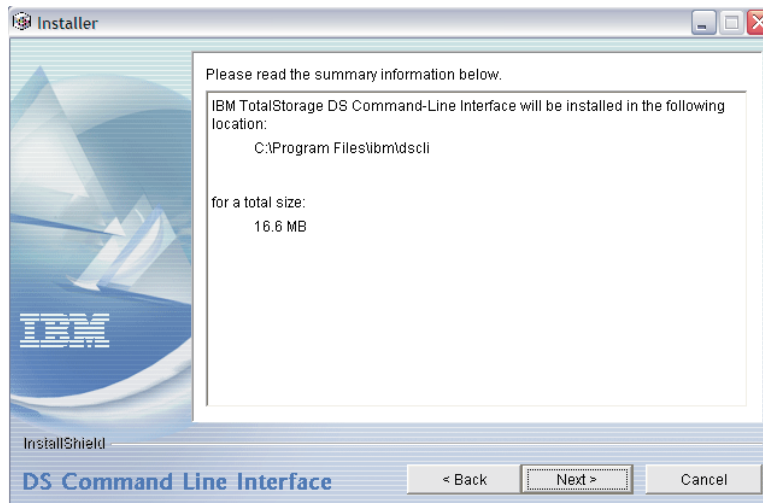 Installer
Please read the summary information below.
IBM TotalStorage DS Command-Line Interface will be installed in the following
location:
C:\Program Files\ibm\dscli
for a total size:
16.6 MB
IBM
InstallShield
DS Command Line Interface
< Back
Next >
Cancel